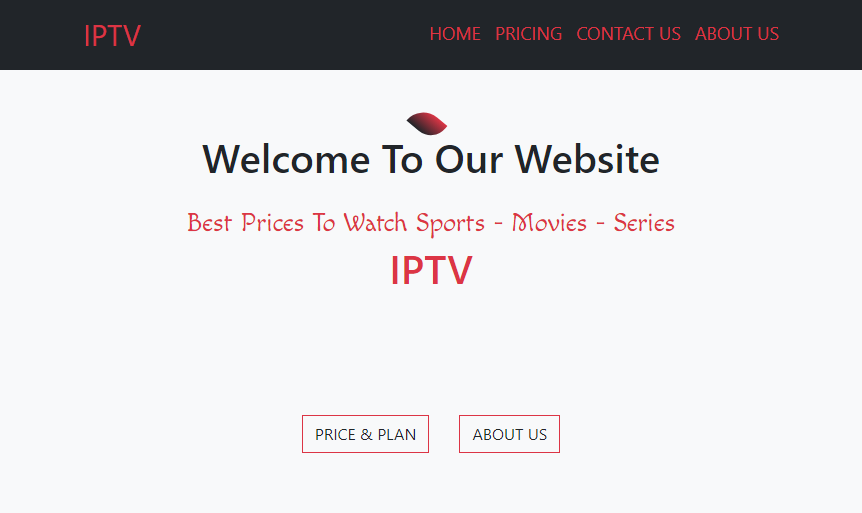 IPTV
HOME PRICING CONTACT US ABOUT US
Welcome To Our Website
Best Prices To Watch Sports - Movies - Series
IPTV
PRICE & PLAN ABOUT US